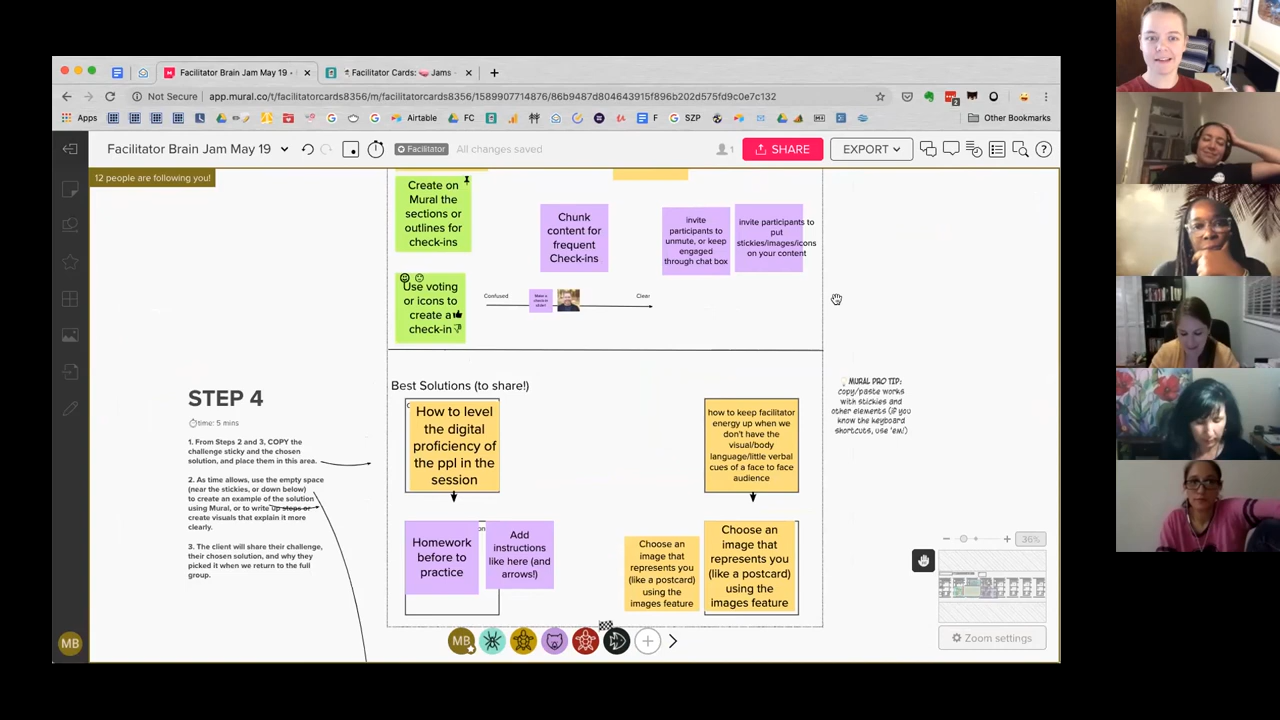 Facilitator Brain Jam May 19 -
Facilitator Cards: Jams -
Not Secure
app.mural.co/t/facilitatorcards8356/m/facilitatorcards8356/1589907714876/86b9487d804643915f896b202d575fd9c0e7c132
Apps
Airtable
FC
F
SZP
Other Bookmarks
Facilitator Brain Jam May 19
Facilitator
All changes saved
1
SHARE
EXPORT
12 people are following you!
Create on
Mural the
sections or
outlines for
check-ins
Chunk
content for
frequent
Check-ins
invite
participants to
unmute, or keep
engaged
through chat box
invite participants to
put
stickies/images/icons
on your content
Use voting
or icons to
create a
check-in
Confused
Clear
Best Solutions (to share!)
STEP 4
time: 5 mins
1. From Steps 2 and 3, COPY the
challenge sticky and the chosen
solution, and place them in this area.
2. As time allows, use the empty space
(near the stickies, or down below)
to create an example of the solution
using Mural, or to write up steps or
create visuals that explain it more
clearly.
3. The client will share their challenge,
their chosen solution, and why they
picked it when we return to the full
group.
How to level
the digital
proficiency of
the ppl in the
session
how to keep facilitator
energy up when we
don't have the
visual/body
language/little verbal
cues of a face to face
audience
MURAL PRO TIP:
copy/paste works
with stickies and
other elements (if you
know the keyboard
shortcuts, use 'em!)
Homework
before to
practice
Add
instructions
like here (and
arrows!)
Choose an
image that
represents you
(like a postcard)
using the
images feature
Choose an
image that
represents you
(like a postcard)
using the
images feature
36%
Zoom settings
MB
MB